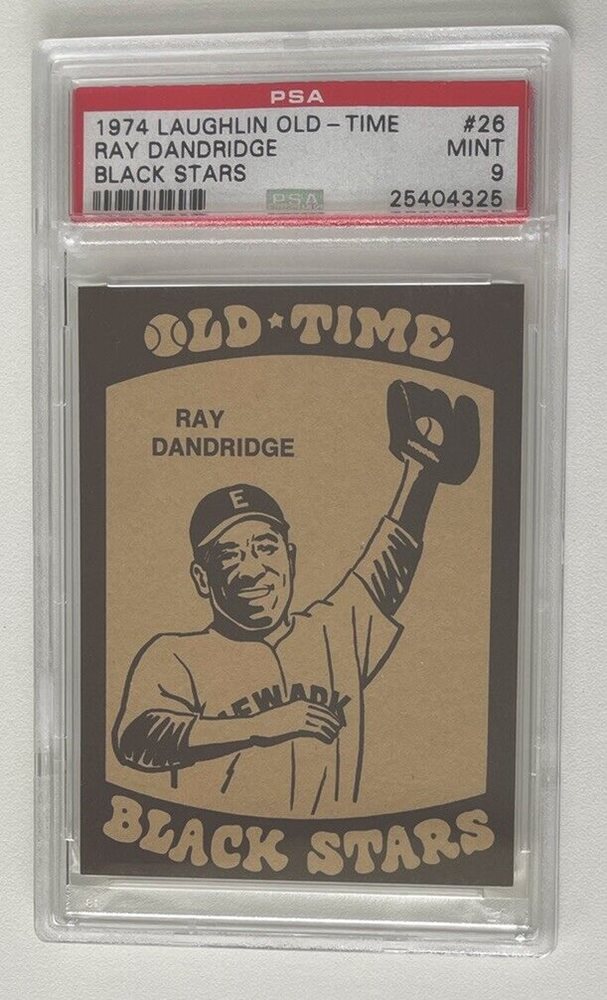 PSA
1974 LAUGHLIN OLD-TIME #26
RAY DANDRIDGE MINT
BLACK STARS 9
PSA 25404325
OLD★TIME
RAY
DANDRIDGE
E
NEWARK
BLACK STARS